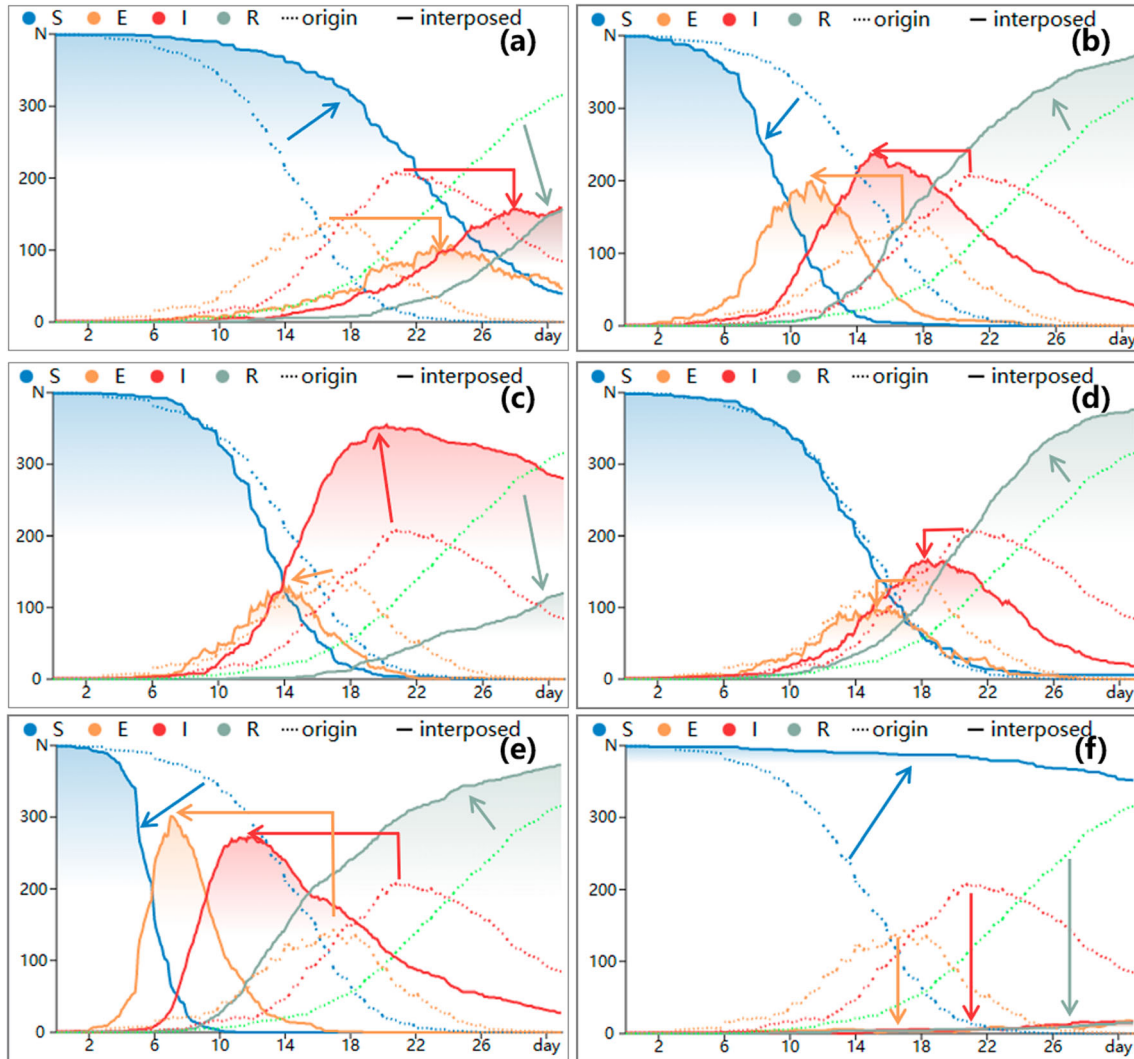 S E I R origin interposed S E I R origin interposed
N (a) N (b)
300 300
200 200
100 100
0 0
2 6 10 14 18 22 26 day 2 6 10 14 18 22 26 day
S E I R origin interposed S E I R origin interposed
N (c) N (d)
300 300
200 200
100 100
0 0
2 6 10 14 18 22 26 day 2 6 10 14 18 22 26 day
S E I R origin interposed S E I R origin interposed
N (e) N (f)
300 300
200 200
100 100
0 0
2 6 10 14 18 22 26 day 2 6 10 14 18 22 26 day